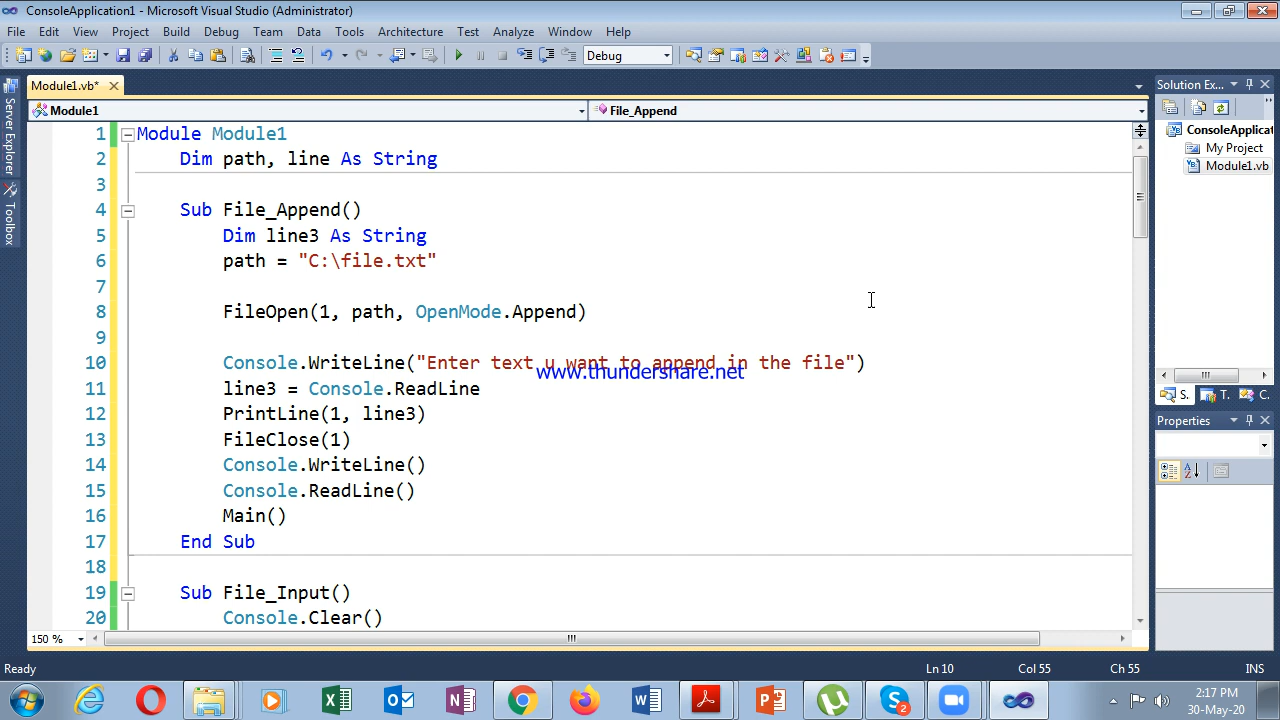 ConsoleApplication1 - Microsoft Visual Studio (Administrator)
File Edit View Project Build Debug Team Data Tools Architecture Test Analyze Window Help
Debug
Module1.vb*
Solution Ex...
Module1
File_Append
Server Explorer
Toolbox
1 Module Module1
2 Dim path, line As String
3
4 Sub File_Append()
5 Dim line3 As String
6 path = "C:\file.txt"
7
8 FileOpen(1, path, OpenMode.Append)
9
10 Console.WriteLine("Enter text u want to append in the file")
www.thundershare.net
11 line3 = Console.ReadLine
12 PrintLine(1, line3)
13 FileClose(1)
14 Console.WriteLine()
15 Console.ReadLine()
16 Main()
17 End Sub
18
19 Sub File_Input()
20 Console.Clear()
ConsoleApplicat
My Project
Module1.vb
S. T. C.
Properties
150 %
Ready
Ln 10 Col 55 Ch 55 INS
2
2:17 PM
30-May-20